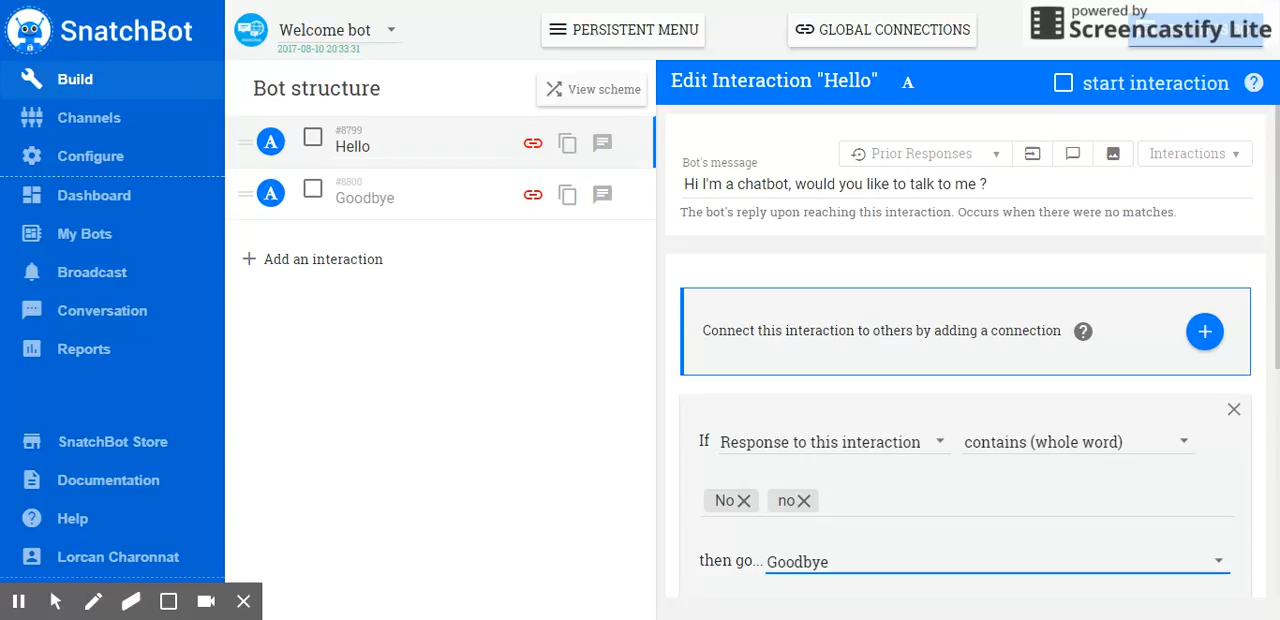 SnatchBot
Build
Channels
Configure
Dashboard
My Bots
Broadcast
Conversation
Reports
SnatchBot Store
Documentation
Help
Lorcan Charonnat
Welcome bot
2017-08-10 20:33:31
PERSISTENT MENU
GLOBAL CONNECTIONS
powered by
Screencastify Lite
Bot structure
View scheme
A
#8799
Hello
A
#8800
Goodbye
+ Add an interaction
Edit Interaction "Hello" A
start interaction ?
Prior Responses
Interactions
Bot's message
Hi I'm a chatbot, would you like to talk to me ?
The bot's reply upon reaching this interaction. Occurs when there were no matches.
Connect this interaction to others by adding a connection ? +
If Response to this interaction contains (whole word)
No no
then go... Goodbye